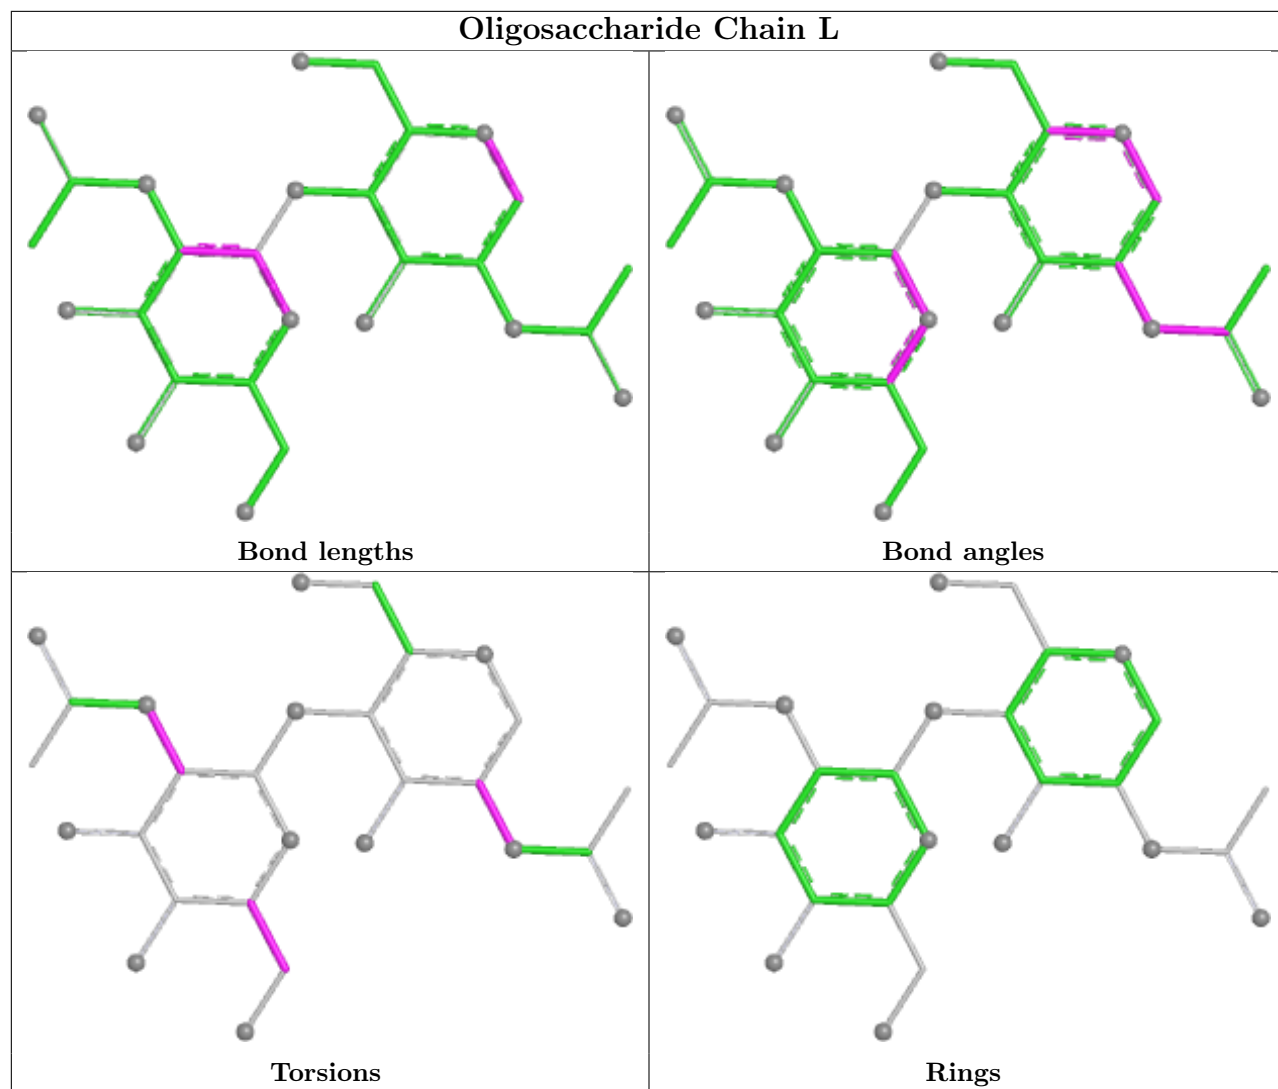 Oligosaccharide Chain L
Bond lengths
Bond angles
Torsions
Rings